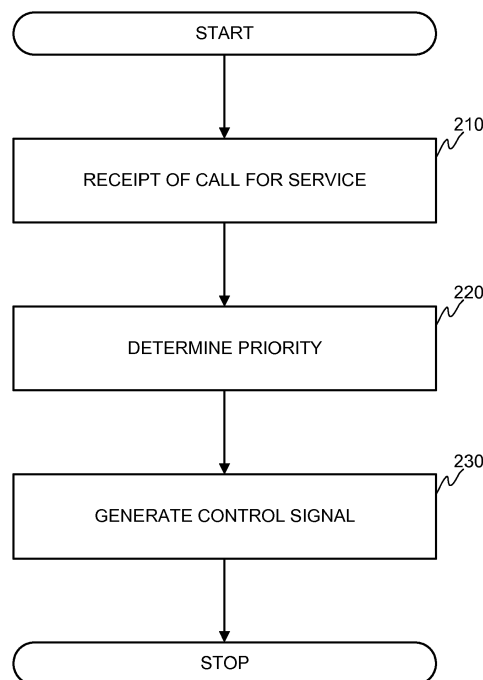 START
210
RECEIPT OF CALL FOR SERVICE
220
DETERMINE PRIORITY
230
GENERATE CONTROL SIGNAL
STOP